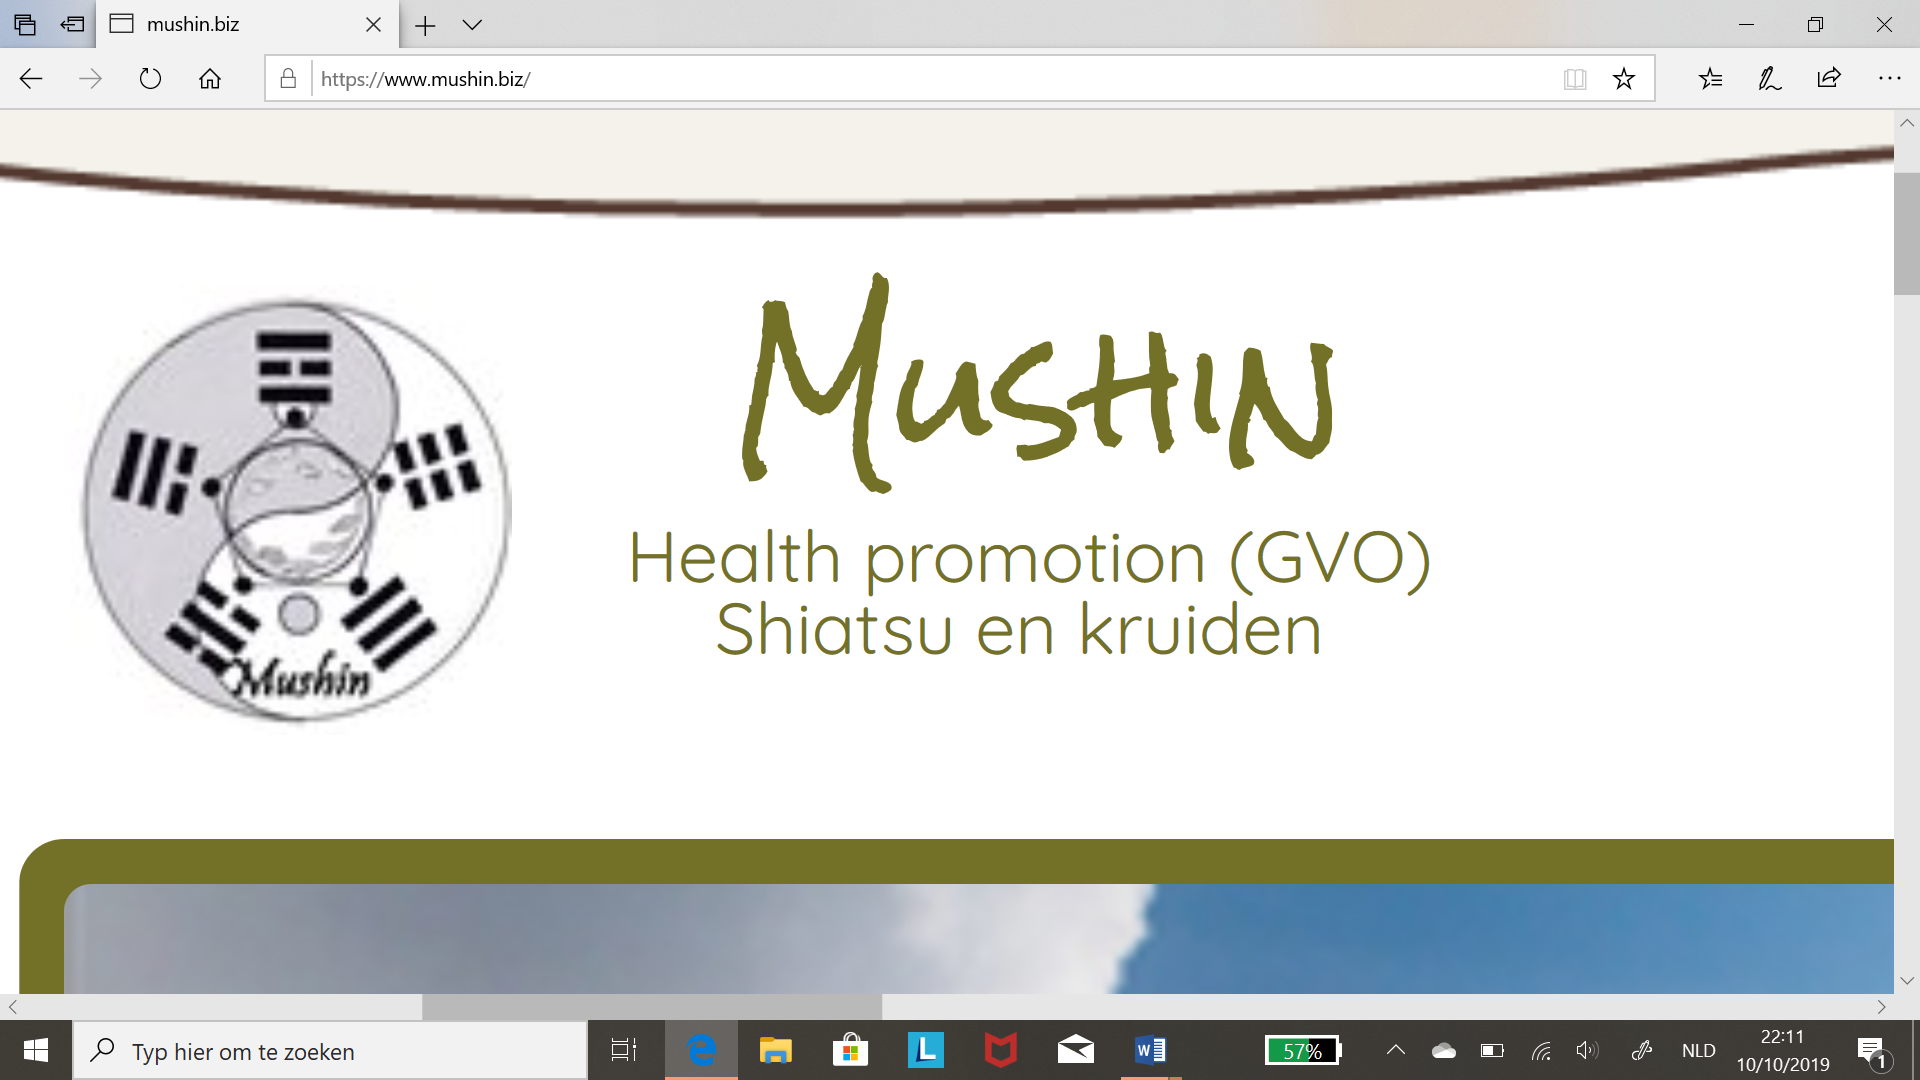 mushin.biz
https://www.mushin.biz/
Mushin
Health promotion (GVO)
Shiatsu en kruiden
Mushin
Typ hier om te zoeken
57%
NLD
22:11
10/10/2019
1